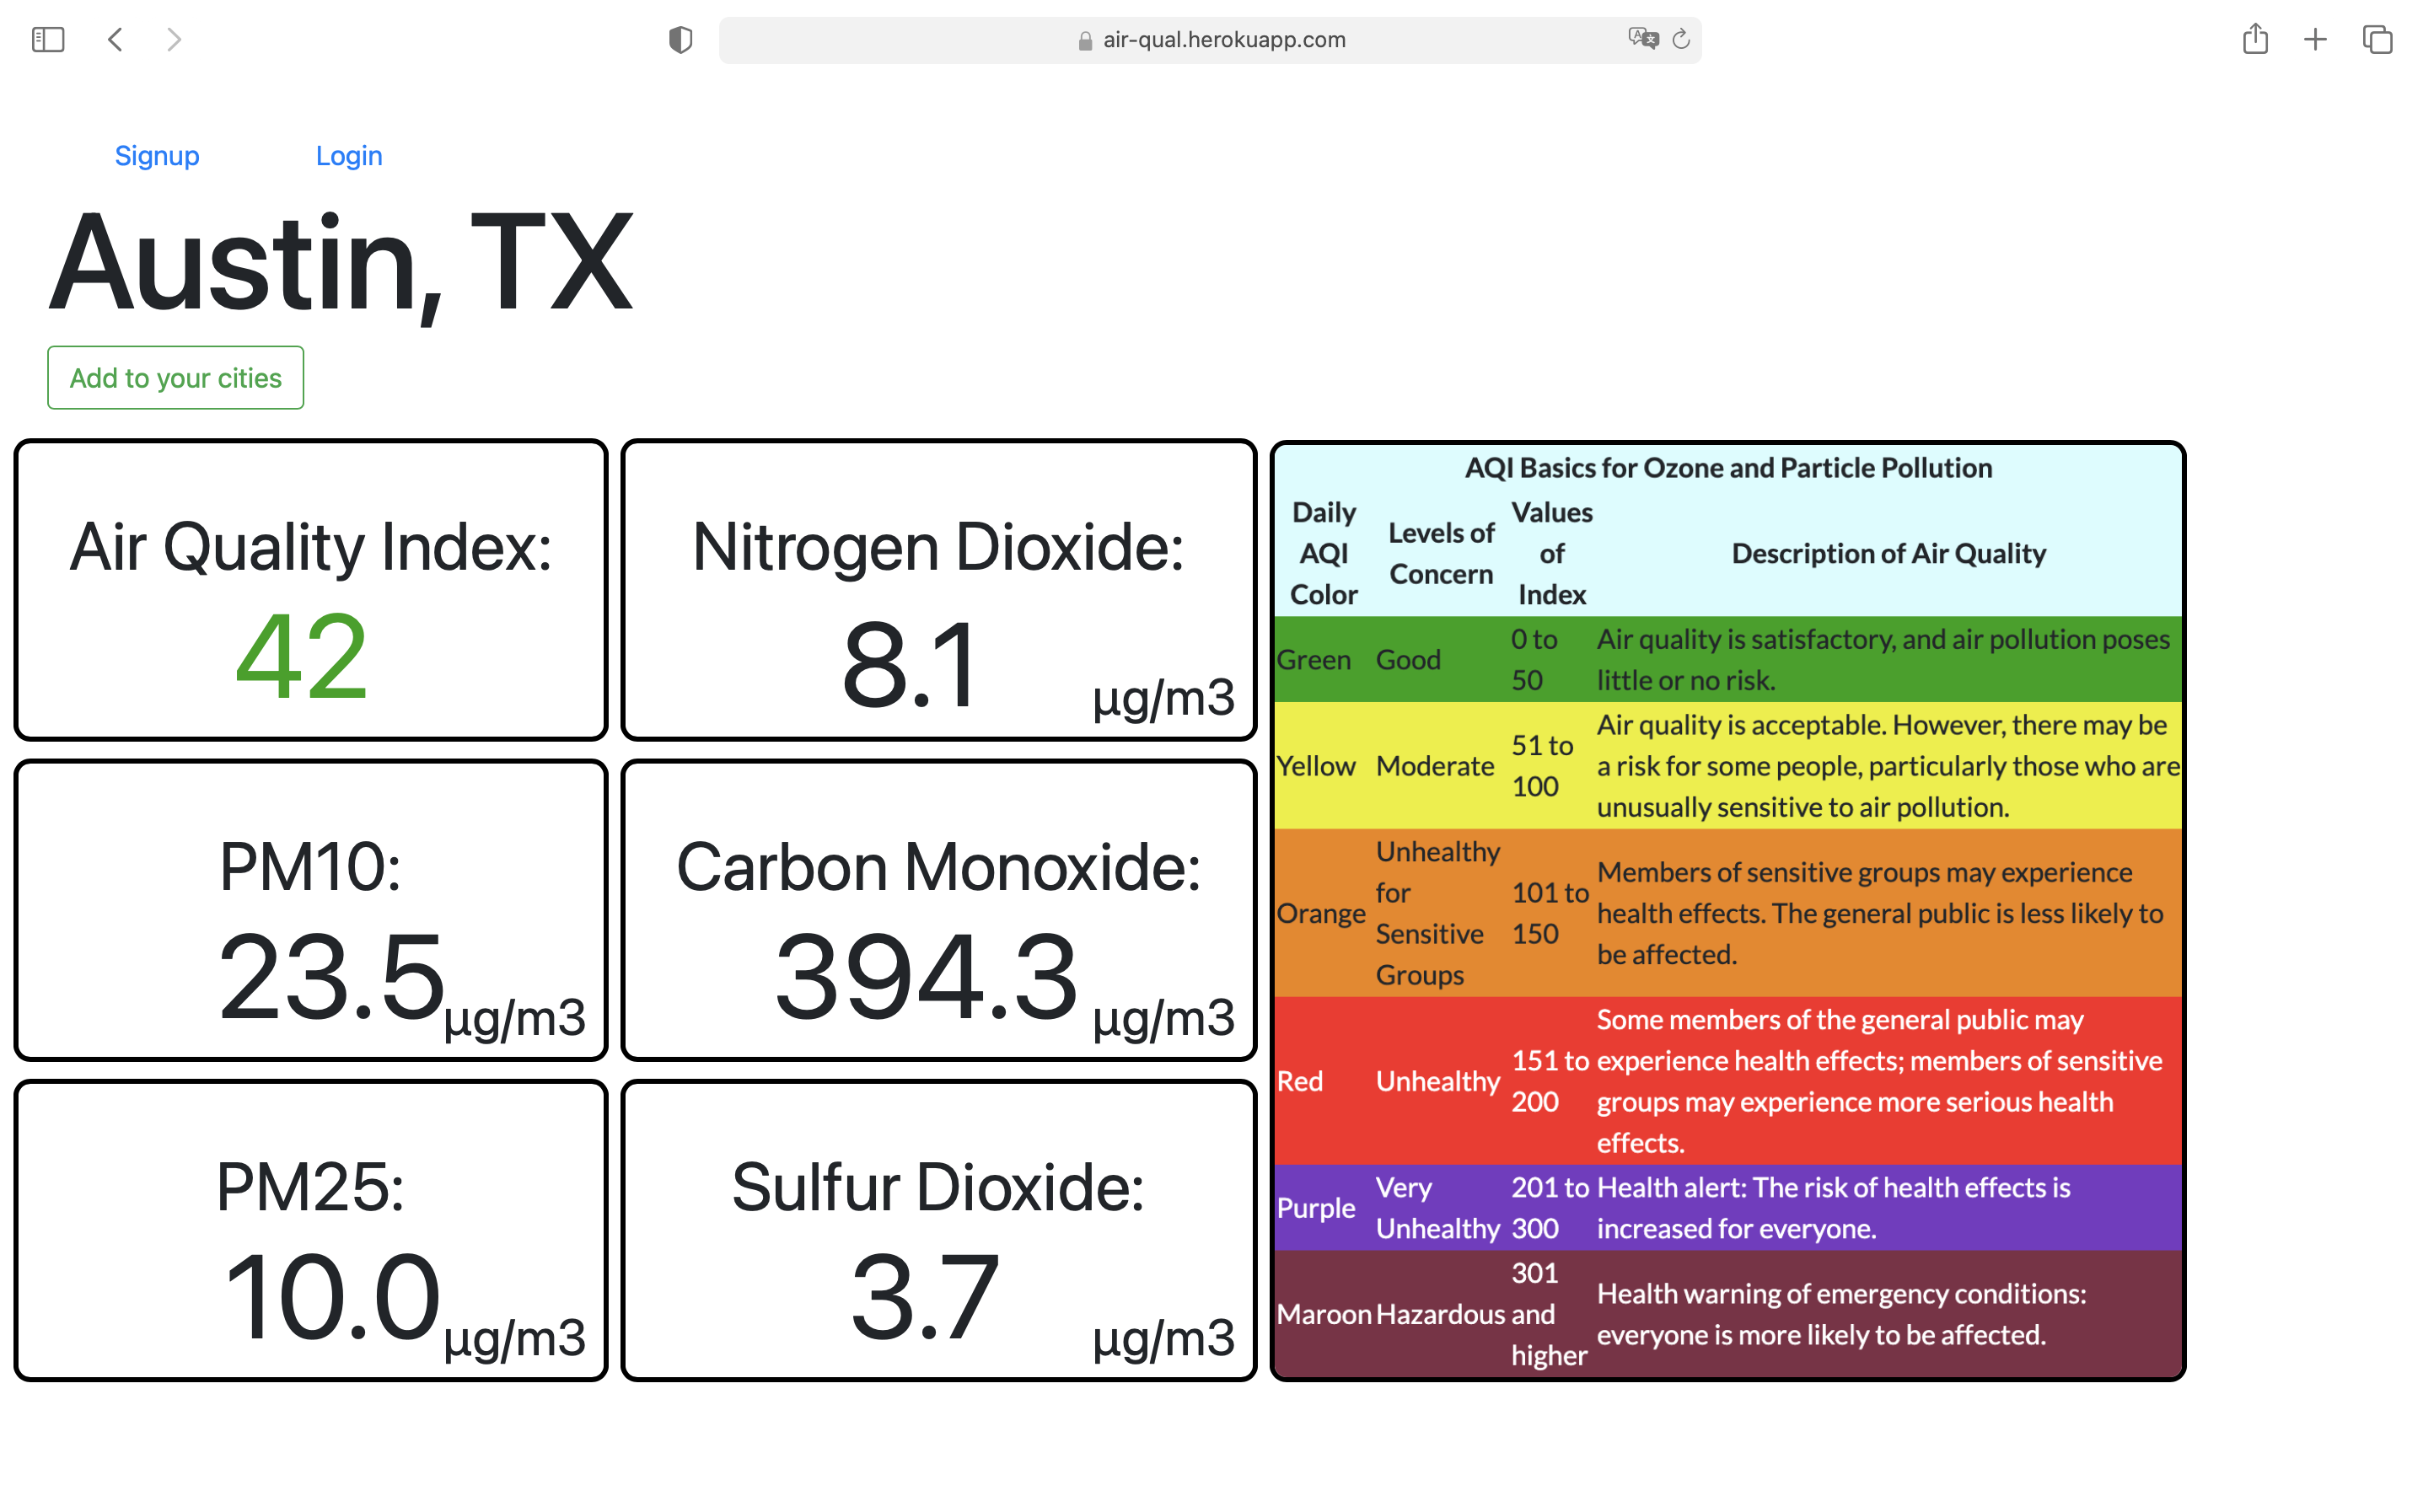 air-qual.herokuapp.com
Signup Login
Austin, TX
Add to your cities
Air Quality Index:
42
Nitrogen Dioxide:
8.1 µg/m3
PM10:
23.5 µg/m3
Carbon Monoxide:
394.3 µg/m3
PM25:
10.0 µg/m3
Sulfur Dioxide:
3.7 µg/m3
AQI Basics for Ozone and Particle Pollution
Daily
AQI
Color
Levels of
Concern
Values
of
Index
Description of Air Quality
Green
Good
0 to
50
Air quality is satisfactory, and air pollution poses
little or no risk.
Yellow
Moderate
51 to
100
Air quality is acceptable. However, there may be
a risk for some people, particularly those who are
unusually sensitive to air pollution.
Orange
Unhealthy
for
Sensitive
Groups
101 to
150
Members of sensitive groups may experience
health effects. The general public is less likely to
be affected.
Red
Unhealthy
151 to
200
Some members of the general public may
experience health effects; members of sensitive
groups may experience more serious health
effects.
Purple
Very
Unhealthy
201 to
300
Health alert: The risk of health effects is
increased for everyone.
Maroon
Hazardous
301
and
higher
Health warning of emergency conditions:
everyone is more likely to be affected.